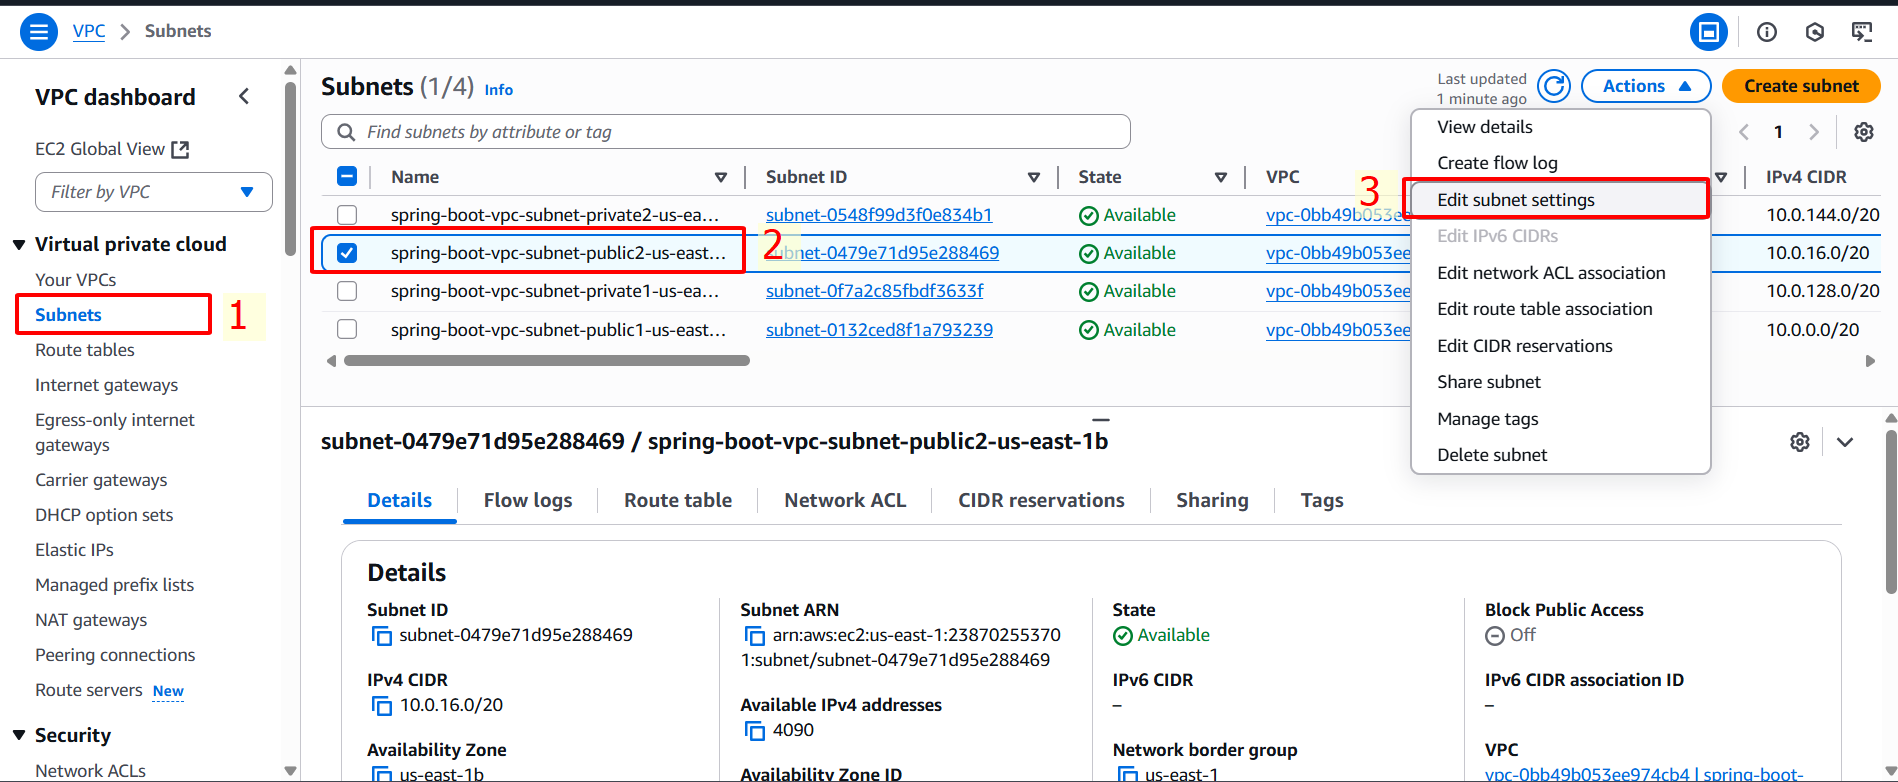 VPC > Subnets
VPC dashboard
EC2 Global View
Filter by VPC
Virtual private cloud
Your VPCs
Subnets
1
Route tables
Internet gateways
Egress-only internet
gateways
Carrier gateways
DHCP option sets
Elastic IPs
Managed prefix lists
NAT gateways
Peering connections
Route servers New
Security
Network ACLs
Subnets (1/4) Info
Last updated
1 minute ago
Actions
Create subnet
Find subnets by attribute or tag
1
Name Subnet ID State VPC IPv4 CIDR
spring-boot-vpc-subnet-private2-us-ea... subnet-0548f99d3f0e834b1 Available vpc-0bb49b053ee 10.0.144.0/20
spring-boot-vpc-subnet-public2-us-east... 2 subnet-0479e71d95e288469 Available vpc-0bb49b053ee 10.0.16.0/20
spring-boot-vpc-subnet-private1-us-ea... subnet-0f7a2c85fbdf3633f Available vpc-0bb49b053ee 10.0.128.0/20
spring-boot-vpc-subnet-public1-us-east... subnet-0132ced8f1a793239 Available vpc-0bb49b053ee 10.0.0.0/20
View details
Create flow log
3
Edit subnet settings
Edit IPv6 CIDRs
Edit network ACL association
Edit route table association
Edit CIDR reservations
Share subnet
Manage tags
Delete subnet
subnet-0479e71d95e288469 / spring-boot-vpc-subnet-public2-us-east-1b
Details Flow logs Route table Network ACL CIDR reservations Sharing Tags
Details
Subnet ID
subnet-0479e71d95e288469
IPv4 CIDR
10.0.16.0/20
Availability Zone
us-east-1b
Subnet ARN
arn:aws:ec2:us-east-1:23870255370
1:subnet/subnet-0479e71d95e288469
Available IPv4 addresses
4090
Availability Zone ID
State
Available
IPv6 CIDR
–
Network border group
us-east-1
Block Public Access
Off
IPv6 CIDR association ID
–
VPC
vpc-0bb49b053ee974cb4 | spring-boot-